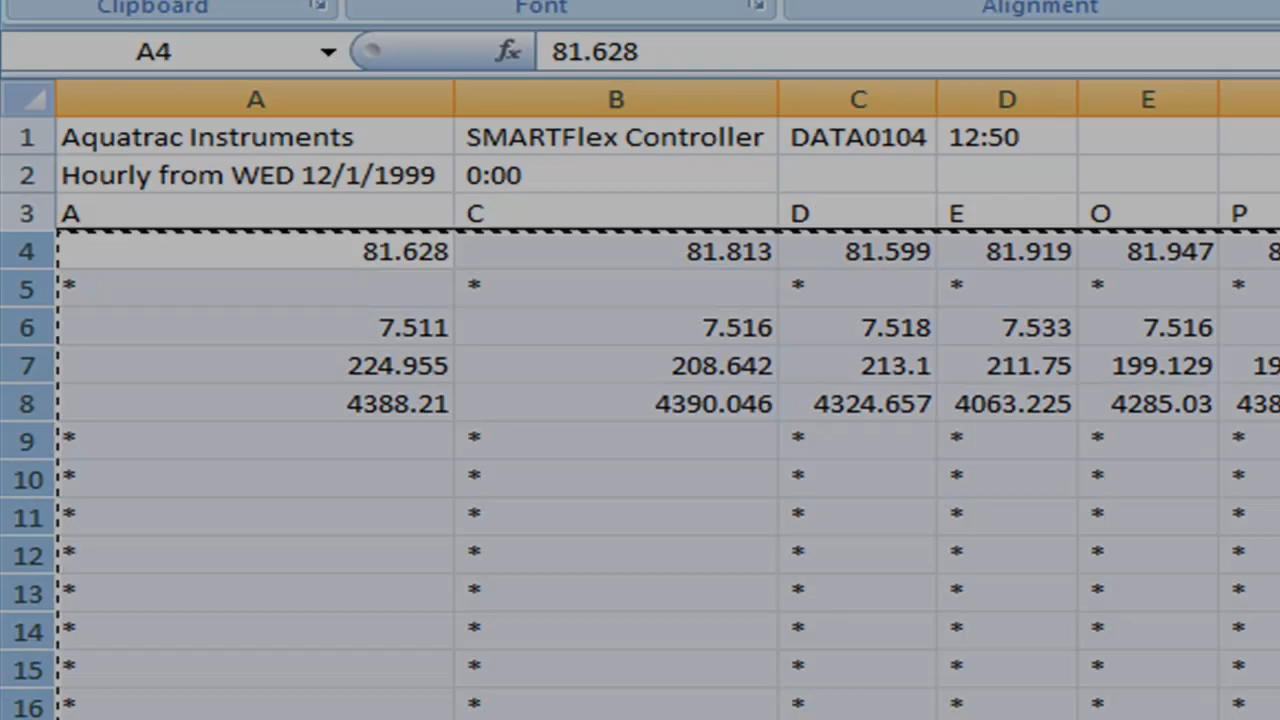 Clipboard Font Alignment
A4 fx 81.628
A B C D E
1 Aquatrac Instruments SMARTFlex Controller DATA0104 12:50
2 Hourly from WED 12/1/1999 0:00
3 A C D E O P
4 81.628 81.813 81.599 81.919 81.947 8
5 * * * * * *
6 7.511 7.516 7.518 7.533 7.516
7 224.955 208.642 213.1 211.75 199.129 19
8 4388.21 4390.046 4324.657 4063.225 4285.03 438
9 * * * * * *
10 * * * * * *
11 * * * * * *
12 * * * * * *
13 * * * * * *
14 * * * * * *
15 * * * * * *
16 * * * * * *